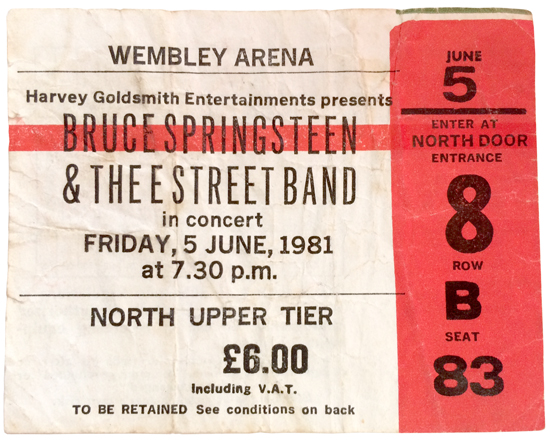 WEMBLEY ARENA
Harvey Goldsmith Entertainments presents
BRUCE SPRINGSTEEN
& THE E STREET BAND
in concert
FRIDAY, 5 JUNE, 1981
at 7.30 p.m.
NORTH UPPER TIER
£6.00
Including V.A.T.
TO BE RETAINED See conditions on back
JUNE
5
ENTER AT
NORTH DOOR
ENTRANCE
8
ROW
B
SEAT
83